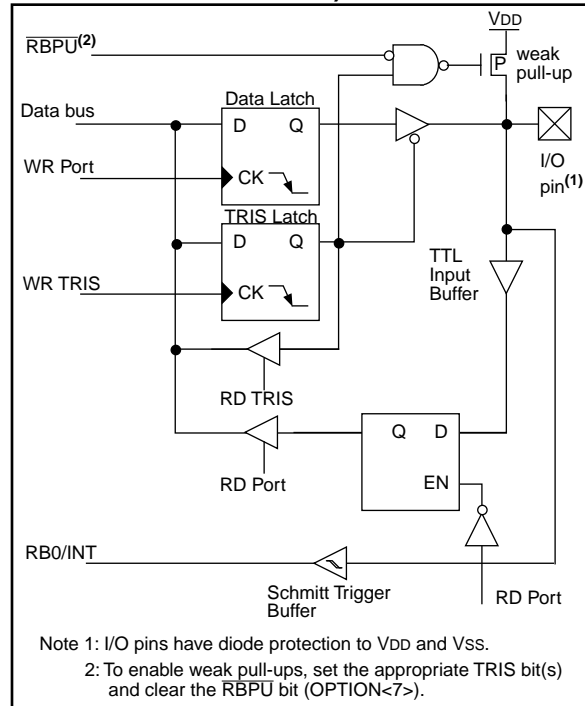 VDD
RBPU(2)
P
weak
pull-up
Data Latch
Data bus
D Q
I/O
pin(1)
WR Port
CK
TRIS Latch
D Q
TTL
Input
Buffer
WR TRIS
CK
RD TRIS
Q D
RD Port
EN
RB0/INT
Schmitt Trigger
Buffer
RD Port
Note 1: I/O pins have diode protection to VDD and VSS.
2: To enable weak pull-ups, set the appropriate TRIS bit(s)
and clear the RBPU bit (OPTION<7>).